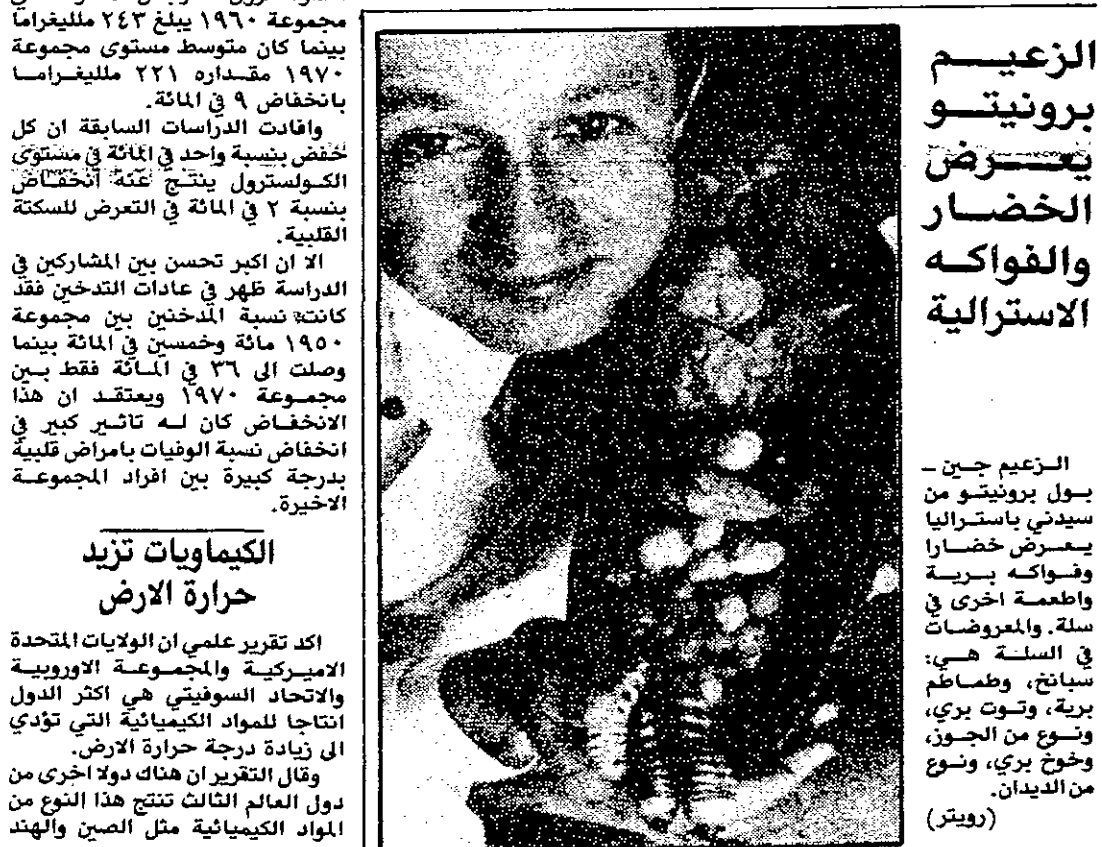 الزعيم
برونيتو
يعرض
الخضار
والفواكه
الاسترالية
الزعيم جين -
بول برونيتو من
سيدني باستراليا
يعرض خضارا
وفواكه برية
واطعمة اخرى في
سلة. والمعروضات
في السلة هي:
سبانخ، وطماطم
برية، وتوت بري،
ونوع من الجوز،
وخوخ بري، ونوع
من الديدان.
(رويتر)
مجموعة ١٩٦٠ يبلغ ٢٤٣ ملليغراما
بينما كان متوسط مستوى مجموعة
١٩٧٠ مقداره ٢٢١ ملليغراما
بانخفاض ٩ في المائة.
وافادت الدراسات السابقة ان كل
خفض بنسبة واحد في المائة في مستوى
الكولسترول ينتج عنه انخفاض
بنسبة ٢ في المائة في التعرض للسكتة
القلبية.
الا ان اكبر تحسن بين المشاركين في
الدراسة ظهر في عادات التدخين فقد
كانت نسبة المدخنين بين مجموعة
١٩٥٠ مائة وخمسين في المائة بينما
وصلت الى ٣٦ في المائة فقط بين
مجموعة ١٩٧٠ ويعتقد ان هذا
الانخفاض كان له تاثير كبير في
انخفاض نسبة الوفيات بامراض قلبية
بدرجة كبيرة بين افراد المجموعة
الاخيرة.
الكيماويات تزيد
حرارة الارض
اكد تقرير علمي ان الولايات المتحدة
الاميركية والمجموعة الاوروبية
والاتحاد السوفيتي هي اكثر الدول
انتاجا للمواد الكيميائية التي تؤدي
الى زيادة درجة حرارة الارض.
وقال التقرير ان هناك دولا اخرى من
دول العالم الثالث تنتج هذا النوع من
المواد الكيميائية مثل الصين والهند